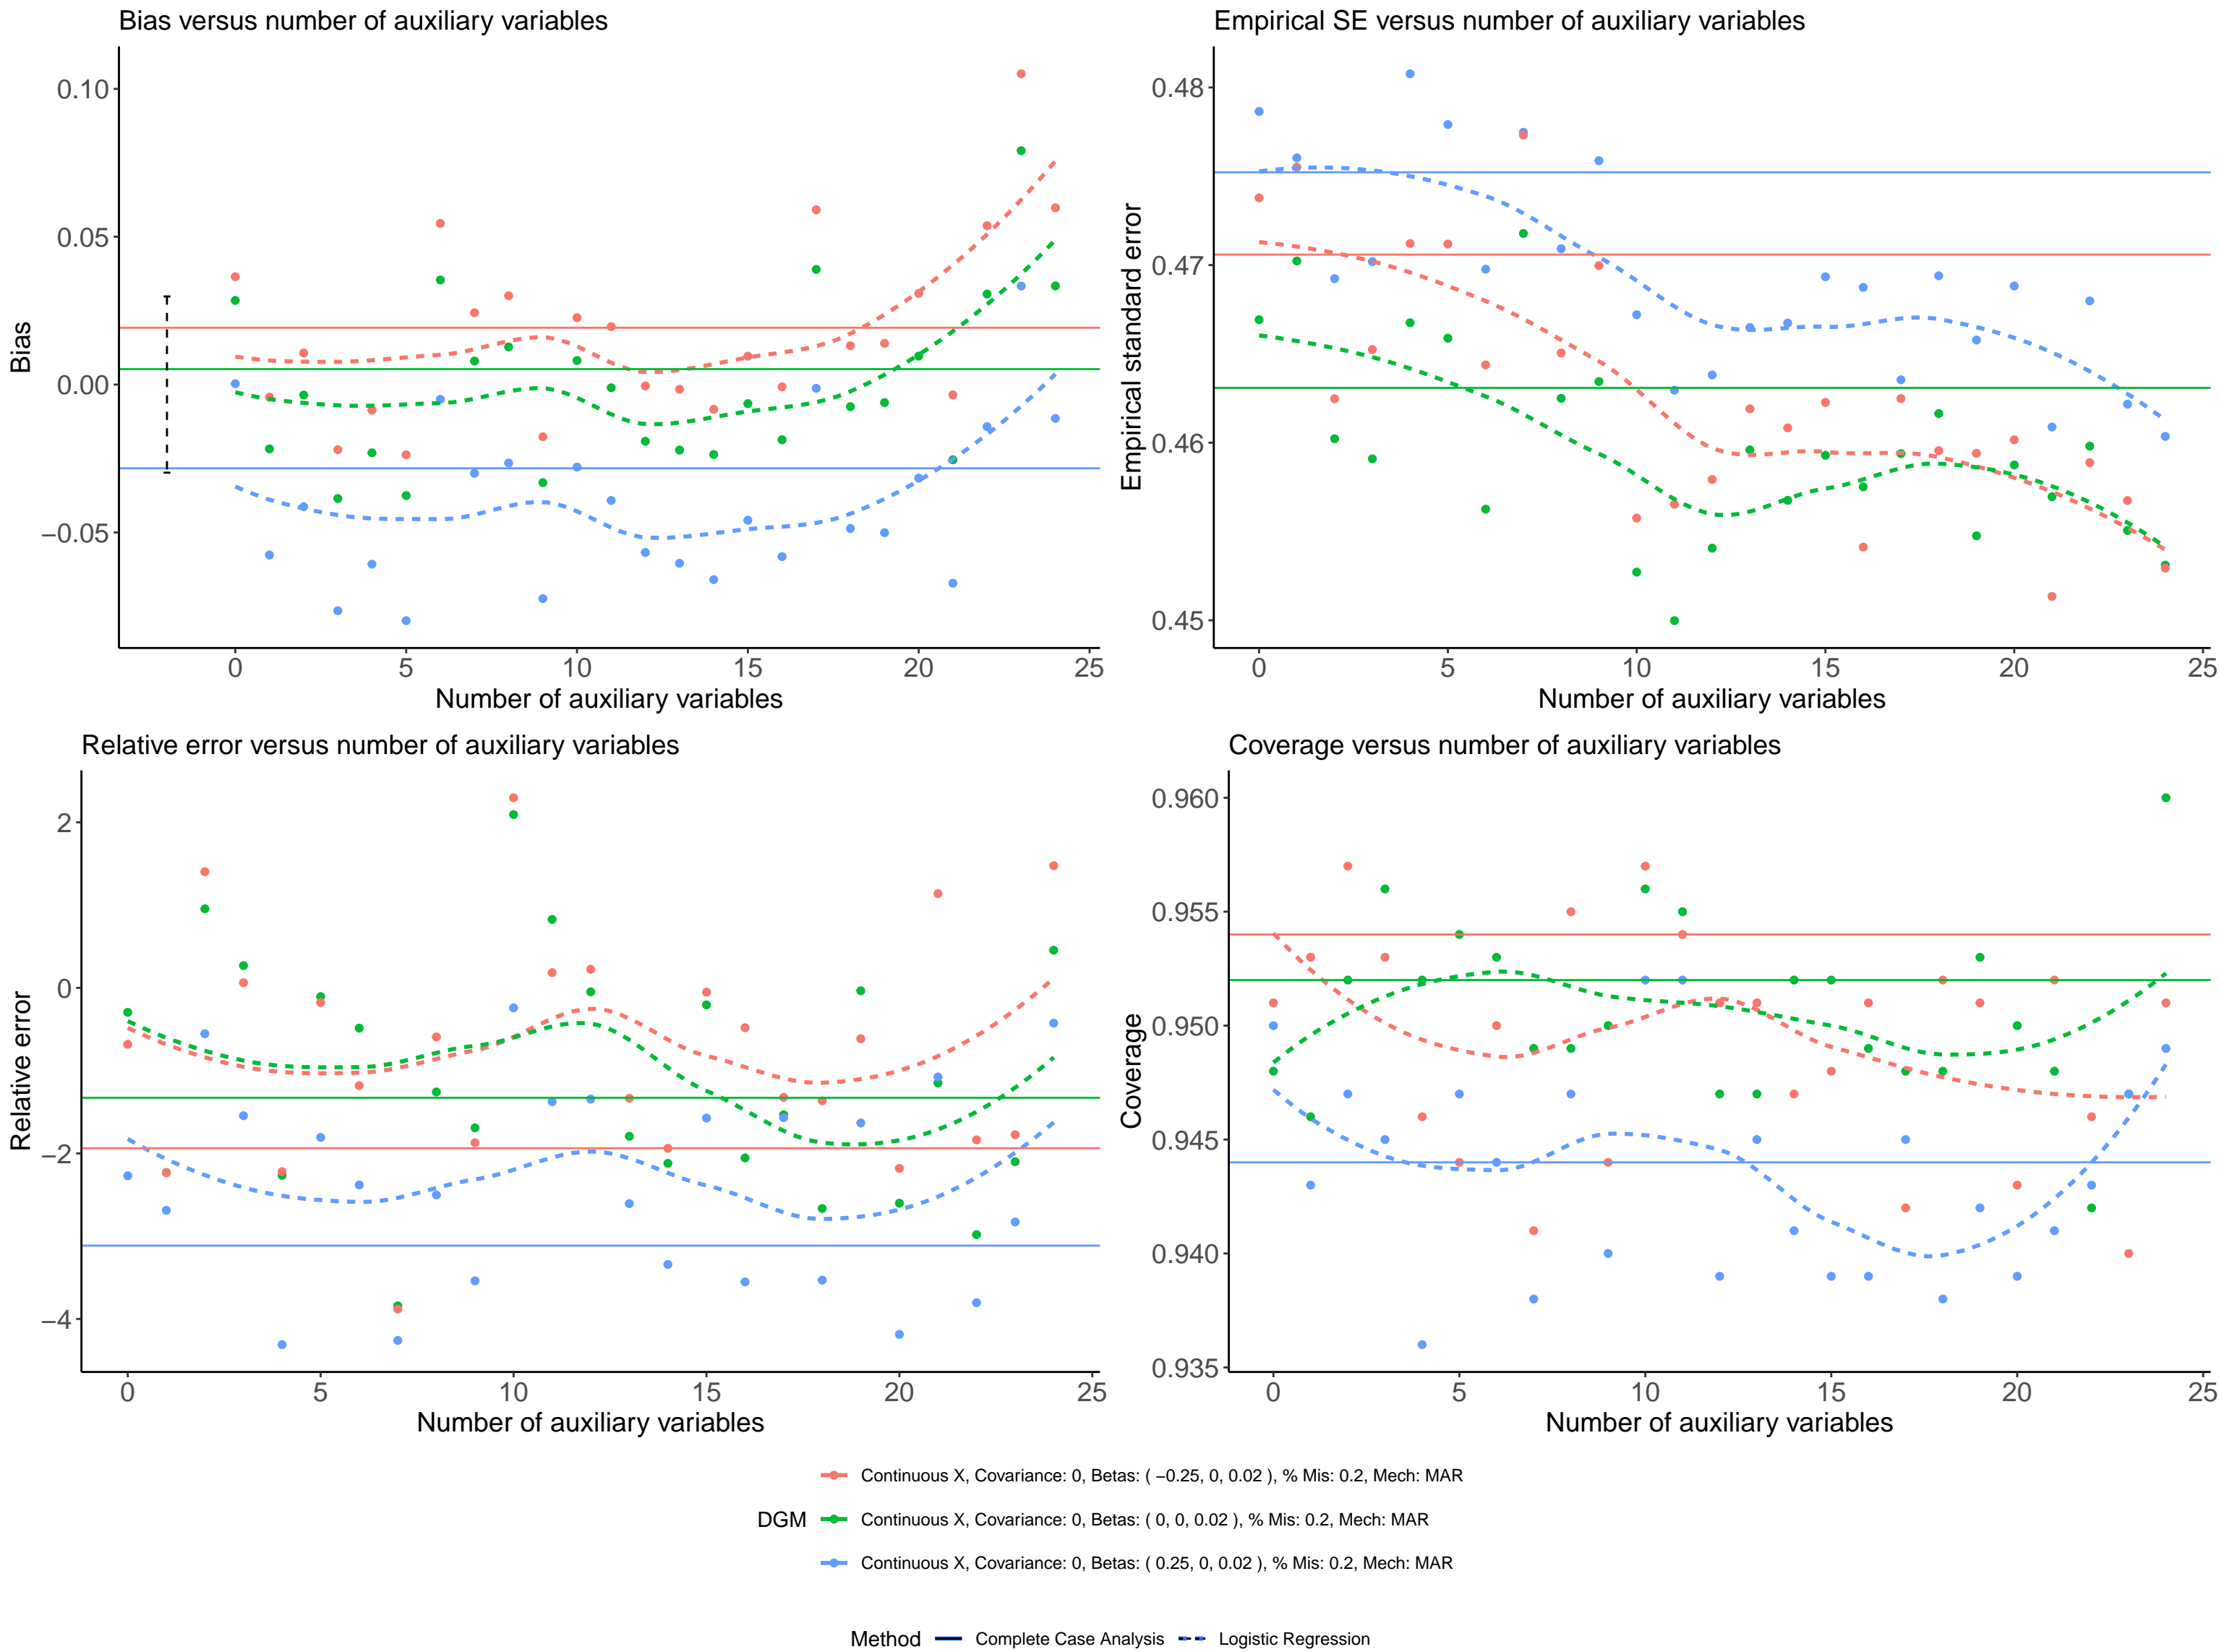 Bias versus number of auxiliary variables
Bias
0.10
0.05
0.00
−0.05
0 5 10 15 20 25
Number of auxiliary variables
Empirical SE versus number of auxiliary variables
Empirical standard error
0.48
0.47
0.46
0.45
0 5 10 15 20 25
Number of auxiliary variables
Relative error versus number of auxiliary variables
Relative error
2
0
−2
−4
0 5 10 15 20 25
Number of auxiliary variables
Coverage versus number of auxiliary variables
Coverage
0.960
0.955
0.950
0.945
0.940
0.935
0 5 10 15 20 25
Number of auxiliary variables
DGM
Continuous X, Covariance: 0, Betas: ( −0.25, 0, 0.02 ), % Mis: 0.2, Mech: MAR
Continuous X, Covariance: 0, Betas: ( 0, 0, 0.02 ), % Mis: 0.2, Mech: MAR
Continuous X, Covariance: 0, Betas: ( 0.25, 0, 0.02 ), % Mis: 0.2, Mech: MAR
Method Complete Case Analysis Logistic Regression